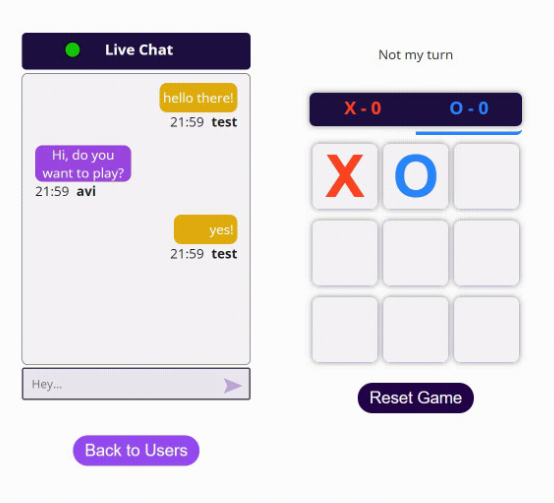 Live Chat
hello there!
21:59 test
Hi, do you
want to play?
21:59 avi
yes!
21:59 test
Hey...
Back to Users
Not my turn
X - 0 O - 0
X O
Reset Game